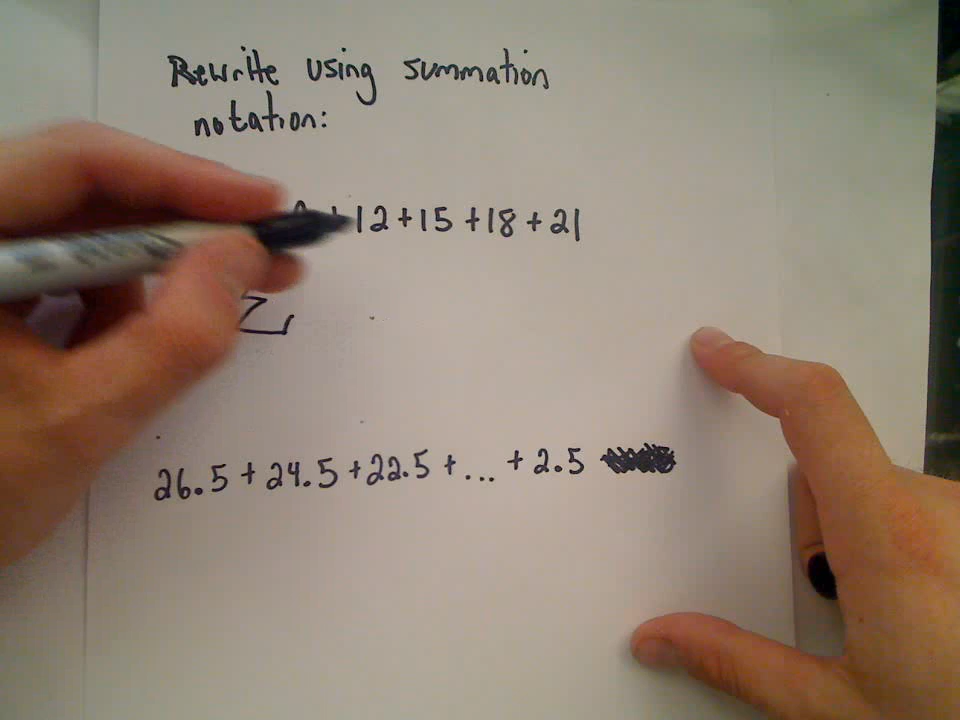 Rewrite using summation
notation:
12 + 15 + 18 + 21
Σ
26.5 + 24.5 + 22.5 + ... + 2.5